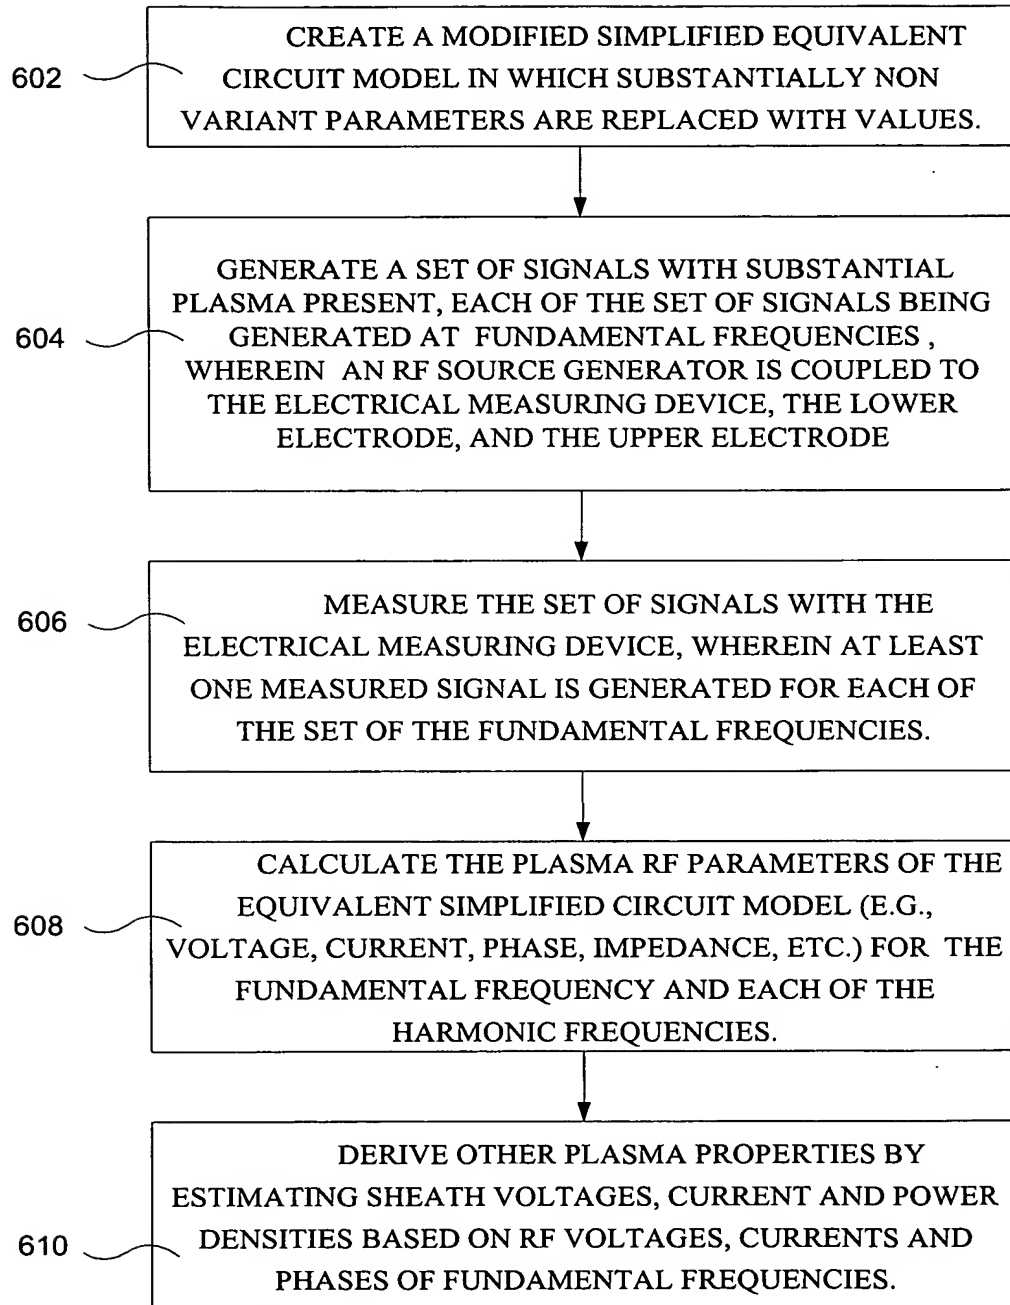 CREATE A MODIFIED SIMPLIFIED EQUIVALENT
602
CIRCUIT MODEL IN WHICH SUBSTANTIALLY NON
VARIANT PARAMETERS ARE REPLACED WITH VALUES.
GENERATE A SET OF SIGNALS WITH SUBSTANTIAL
PLASMA PRESENT, EACH OF THE SET OF SIGNALS BEING
604
GENERATED AT FUNDAMENTAL FREQUENCIES ,
WHEREIN AN RF SOURCE GENERATOR IS COUPLED TO
THE ELECTRICAL MEASURING DEVICE, THE LOWER
ELECTRODE, AND THE UPPER ELECTRODE
MEASURE THE SET OF SIGNALS WITH THE
606
ELECTRICAL MEASURING DEVICE, WHEREIN AT LEAST
ONE MEASURED SIGNAL IS GENERATED FOR EACH OF
THE SET OF THE FUNDAMENTAL FREQUENCIES.
CALCULATE THE PLASMA RF PARAMETERS OF THE
EQUIVALENT SIMPLIFIED CIRCUIT MODEL (E.G.,
608
VOLTAGE, CURRENT, PHASE, IMPEDANCE, ETC.) FOR THE
FUNDAMENTAL FREQUENCY AND EACH OF THE
HARMONIC FREQUENCIES.
DERIVE OTHER PLASMA PROPERTIES BY
ESTIMATING SHEATH VOLTAGES, CURRENT AND POWER
610
DENSITIES BASED ON RF VOLTAGES, CURRENTS AND
PHASES OF FUNDAMENTAL FREQUENCIES.